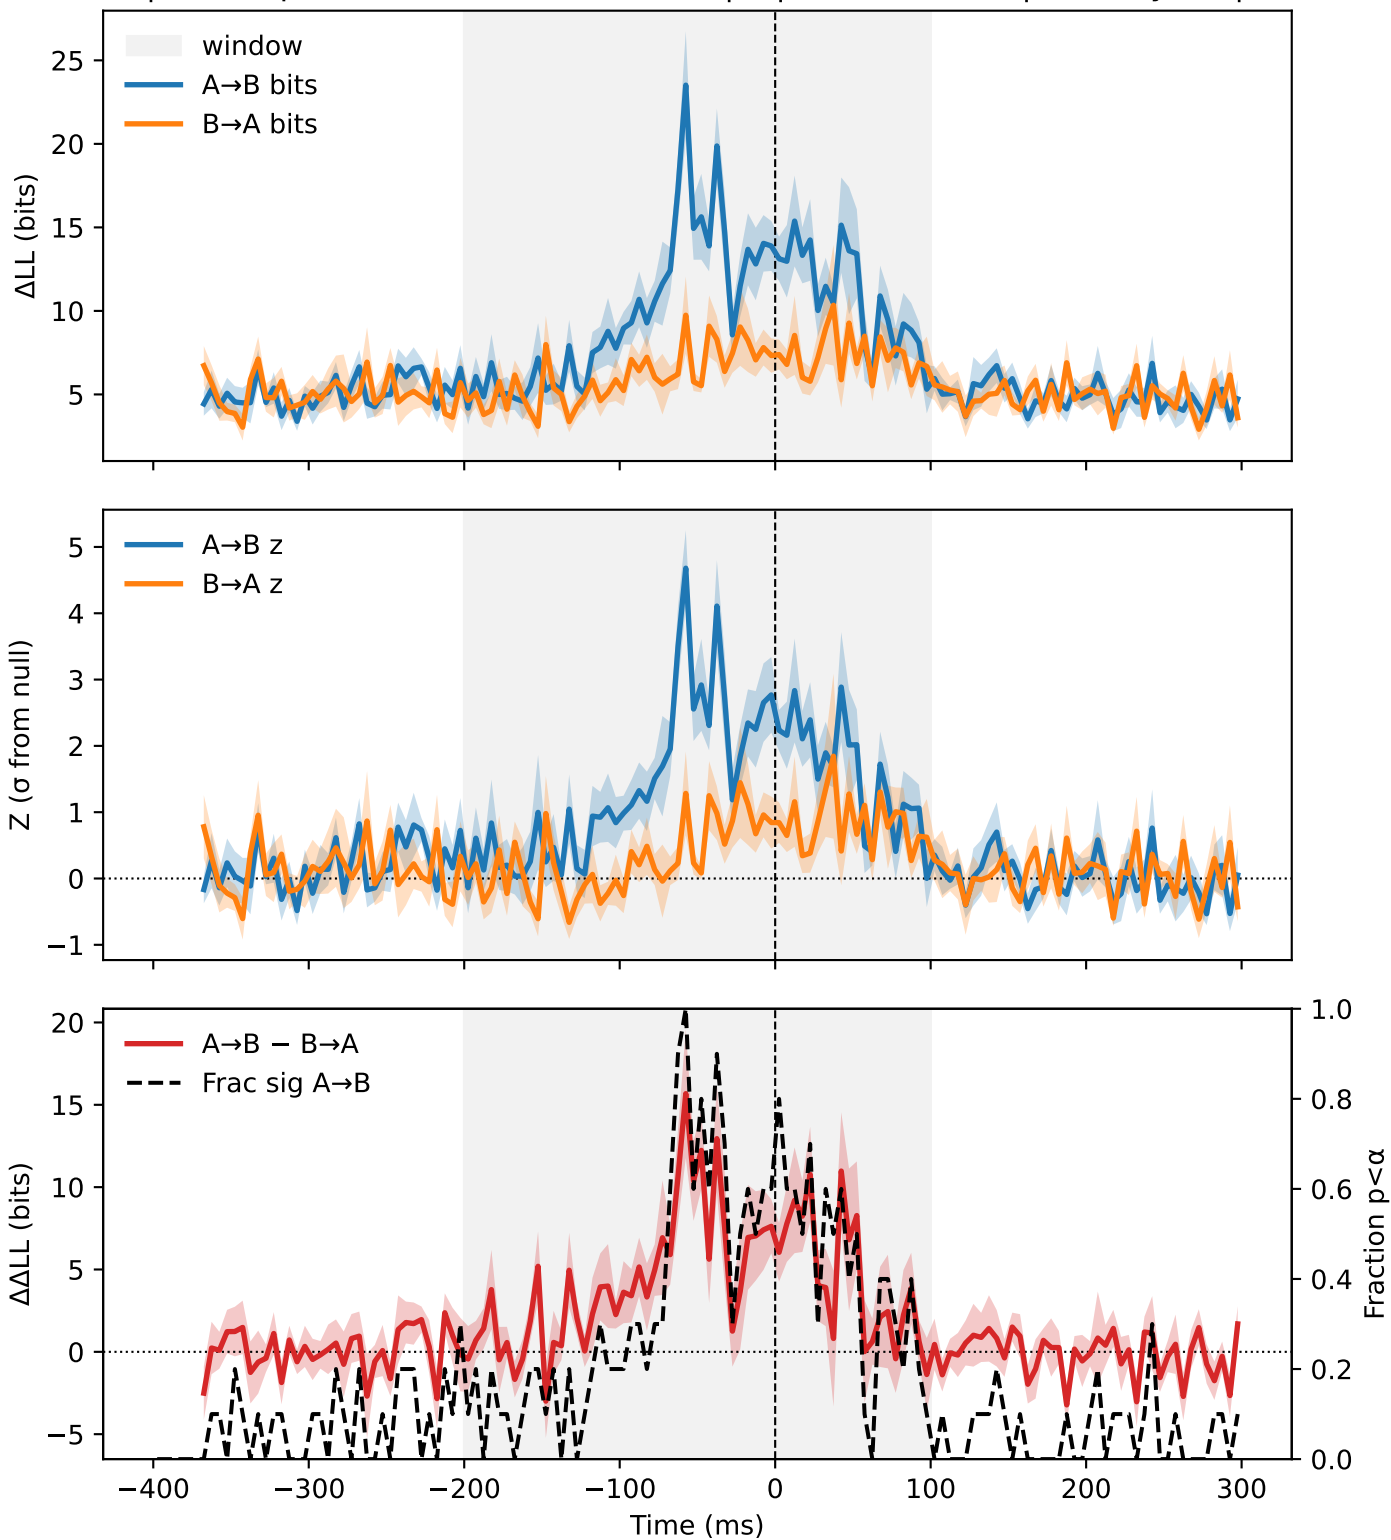 window
A→B bits
B→A bits
ΔLL (bits)
25
20
15
10
5
A→B z
B→A z
Z (σ from null)
5
4
3
2
1
0
−1
A→B − B→A
Frac sig A→B
ΔΔLL (bits)
20
15
10
5
0
−5
1.0
0.8
0.6
0.4
0.2
0.0
Fraction p<α
−400
−300
−200
−100
0
100
200
300
Time (ms)